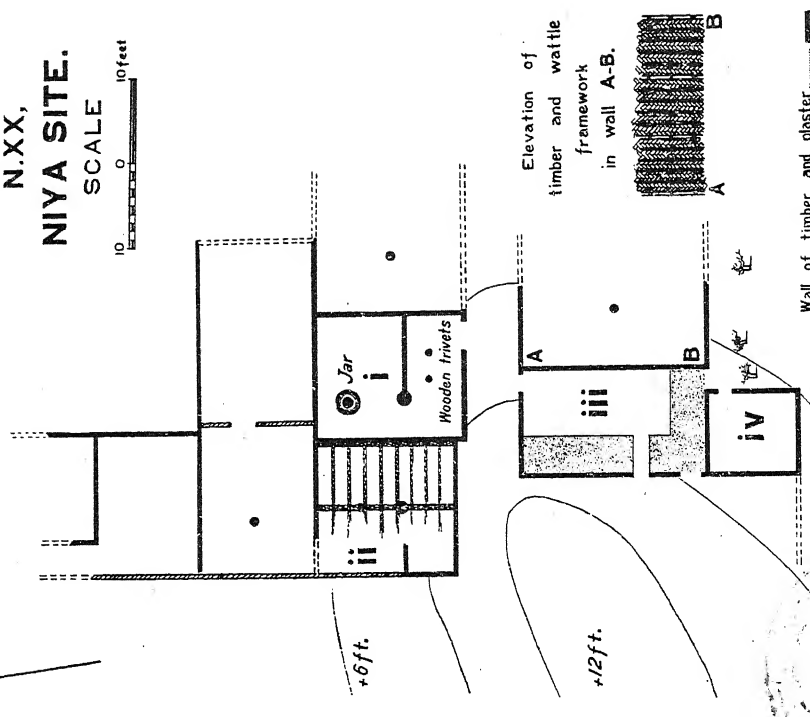 N.XX,
NIYA SITE.
SCALE
10 0 10 feet
Elevation of
timber and wattle
framework
in wall A-B.
A B
Wall of timber and plaster
Jar
i
Wooden trivets
ii
A
iii
B
iv
+6ft.
+12ft.